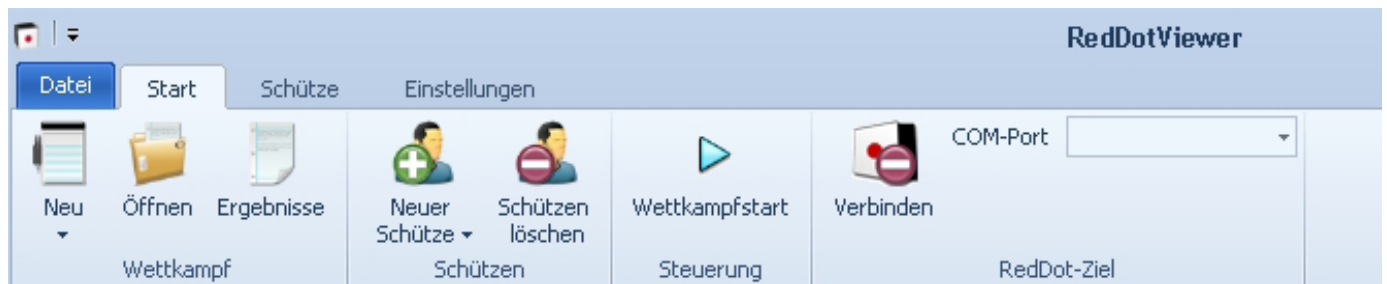 RedDotViewer
Datei Start Schütze Einstellungen
COM-Port
Neu Öffnen Ergebnisse Neuer Schützen Wettkampfstart Verbinden
Schütze löschen
Wettkampf Schützen Steuerung RedDot-Ziel